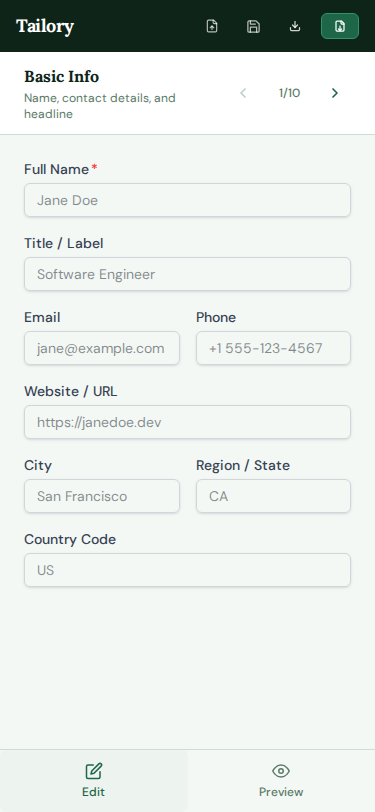 Tailory
Basic Info
Name, contact details, and
headline
1/10
Full Name *
Jane Doe
Title / Label
Software Engineer
Email
Phone
jane@example.com
+1 555-123-4567
Website / URL
https://janedoe.dev
City
Region / State
San Francisco
CA
Country Code
US
Edit
Preview